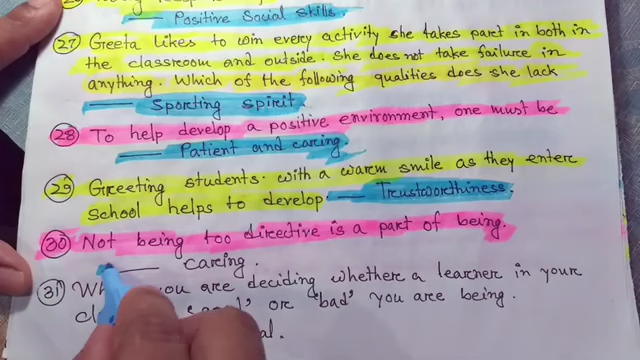 Positive Social skills.
27 Greeta likes to win every activity she takes part in both in
the classroom and outside. She does not take failure in
anything. Which of the following qualities does she lack
Sporting spirit.
28 To help develop a positive environment, one must be
Patient and caring.
29 Greeting students with a warm smile as they enter
school helps to develop. — Trustworthiness.
30 Not being too directive is a part of being.
caring.
31 you are deciding whether a learner in your
or 'bad' you are being.